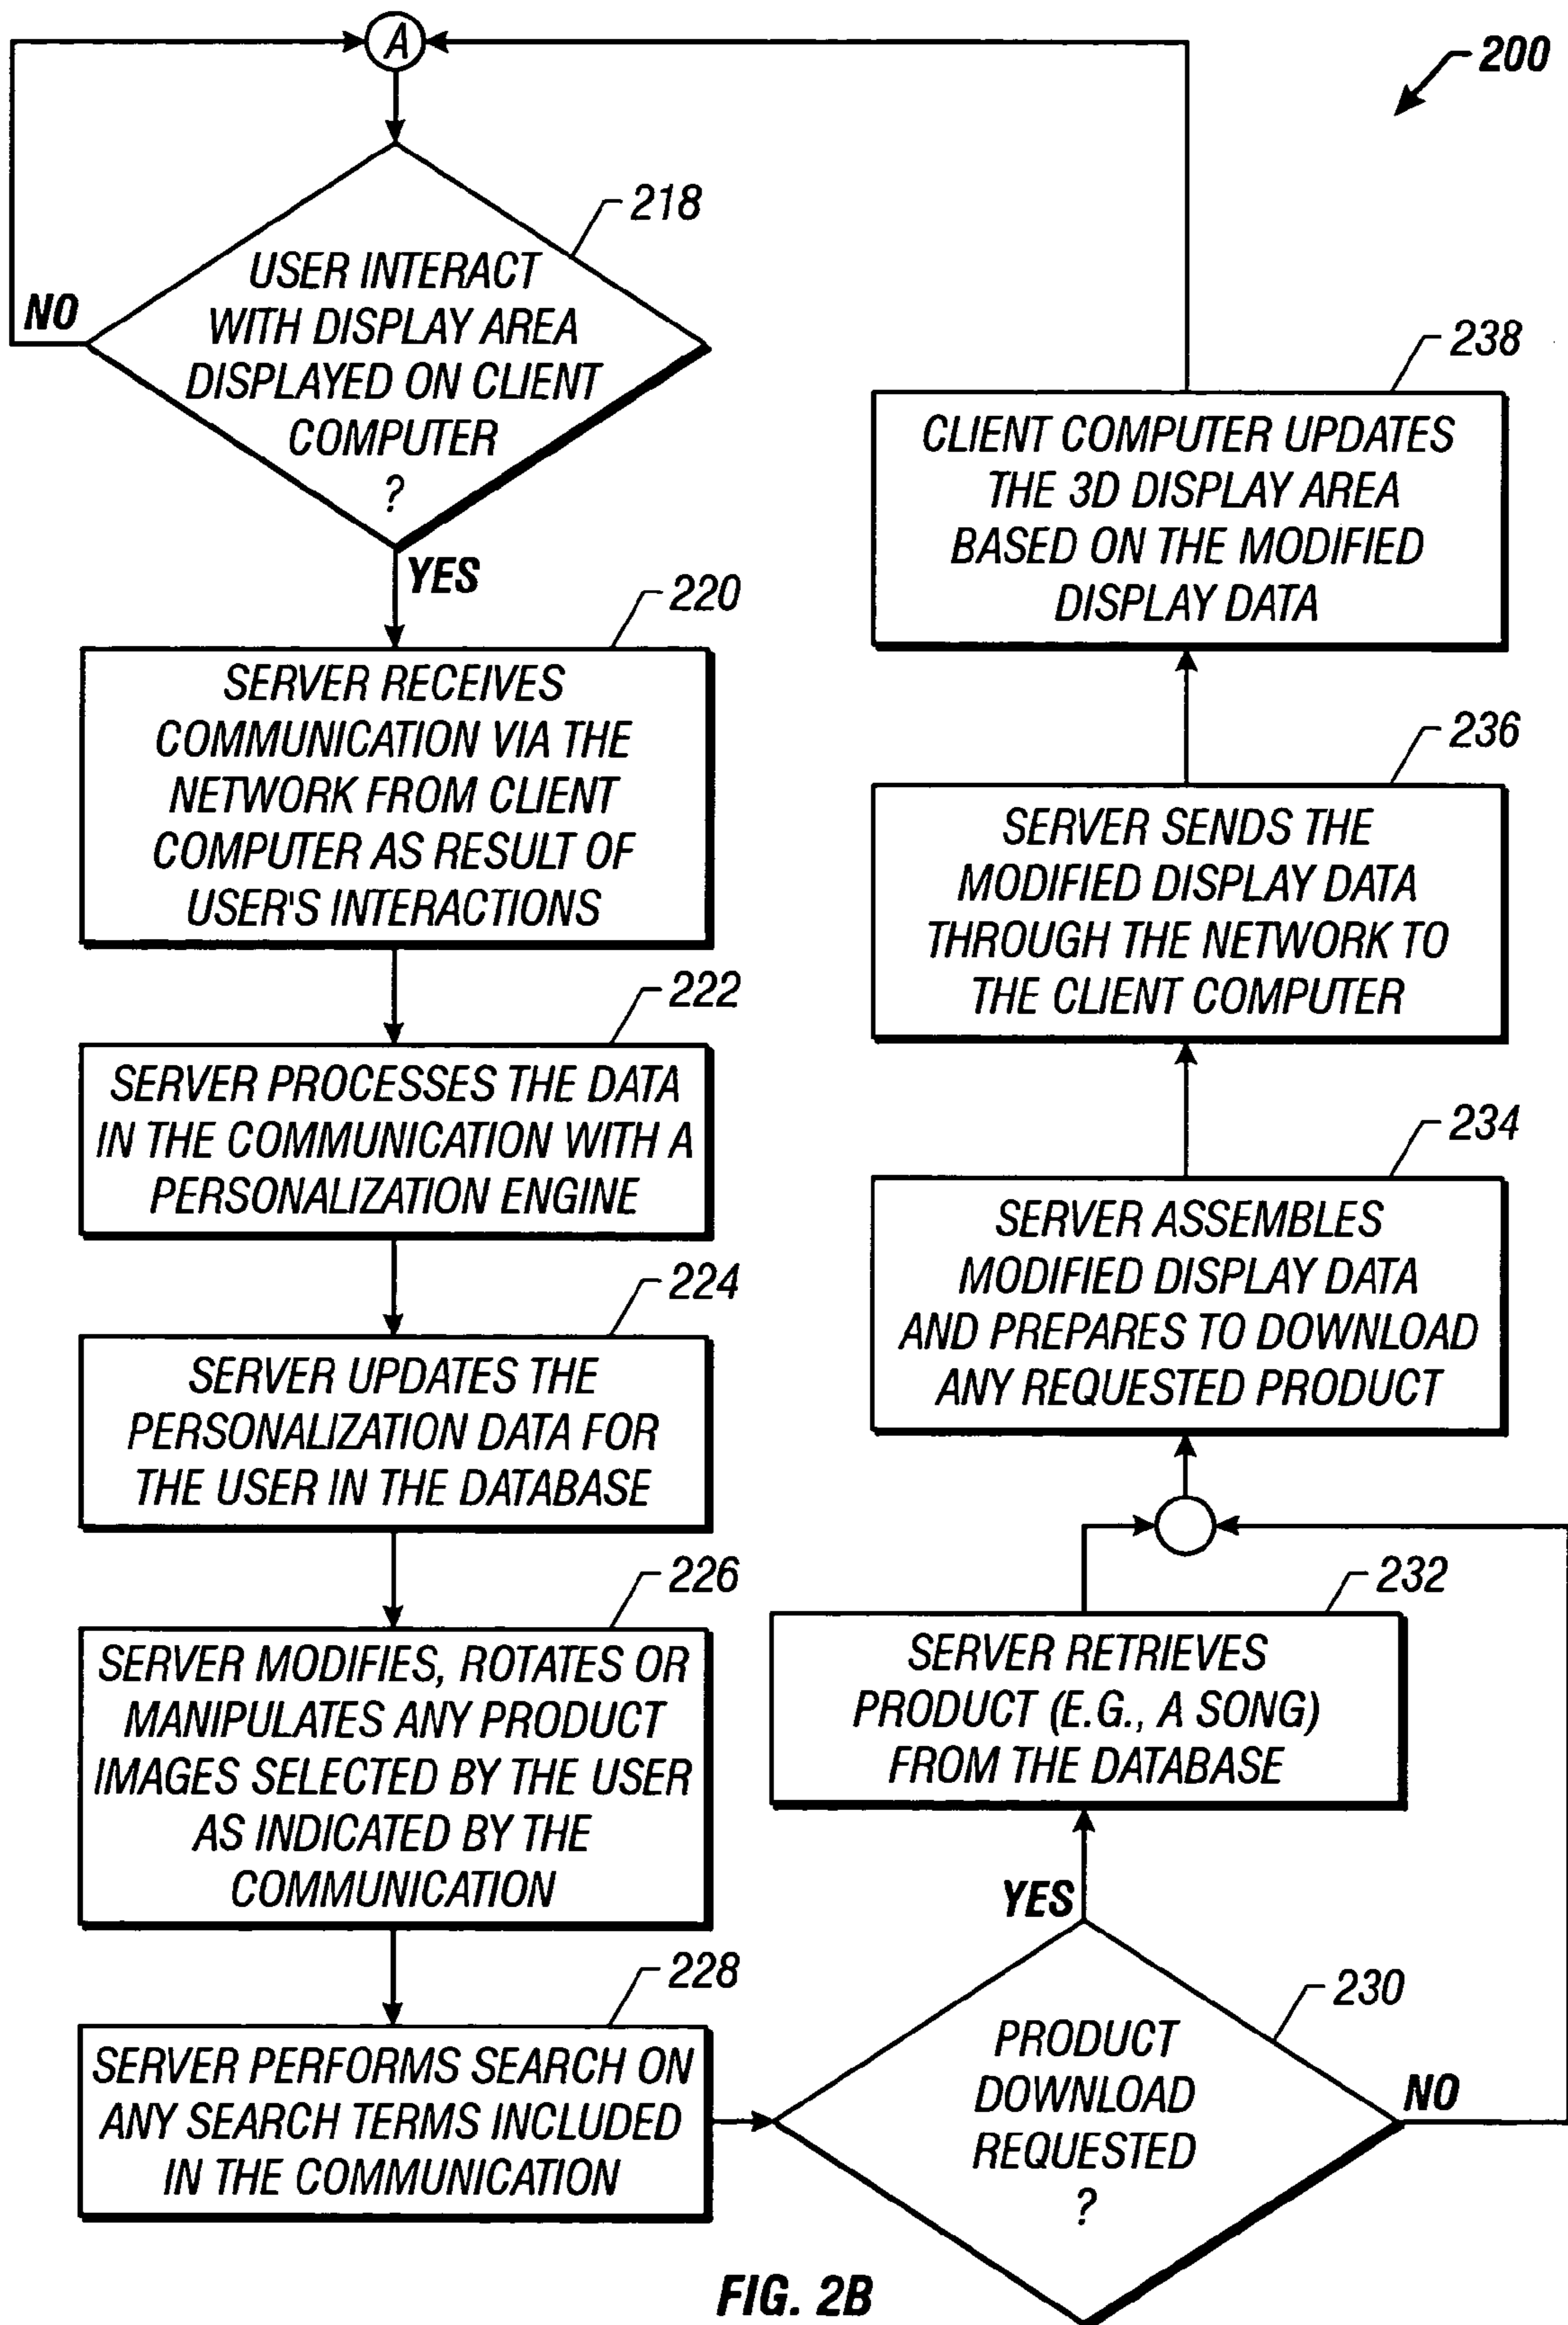 A
200
218
USER INTERACT
WITH DISPLAY AREA
DISPLAYED ON CLIENT
COMPUTER
?
NO
YES
220
SERVER RECEIVES
COMMUNICATION VIA THE
NETWORK FROM CLIENT
COMPUTER AS RESULT OF
USER'S INTERACTIONS
222
SERVER PROCESSES THE DATA
IN THE COMMUNICATION WITH A
PERSONALIZATION ENGINE
224
SERVER UPDATES THE
PERSONALIZATION DATA FOR
THE USER IN THE DATABASE
226
SERVER MODIFIES, ROTATES OR
MANIPULATES ANY PRODUCT
IMAGES SELECTED BY THE USER
AS INDICATED BY THE
COMMUNICATION
228
SERVER PERFORMS SEARCH ON
ANY SEARCH TERMS INCLUDED
IN THE COMMUNICATION
230
PRODUCT
DOWNLOAD
REQUESTED
?
NO
YES
232
SERVER RETRIEVES
PRODUCT (E.G., A SONG)
FROM THE DATABASE
234
SERVER ASSEMBLES
MODIFIED DISPLAY DATA
AND PREPARES TO DOWNLOAD
ANY REQUESTED PRODUCT
236
SERVER SENDS THE
MODIFIED DISPLAY DATA
THROUGH THE NETWORK TO
THE CLIENT COMPUTER
238
CLIENT COMPUTER UPDATES
THE 3D DISPLAY AREA
BASED ON THE MODIFIED
DISPLAY DATA
FIG. 2B